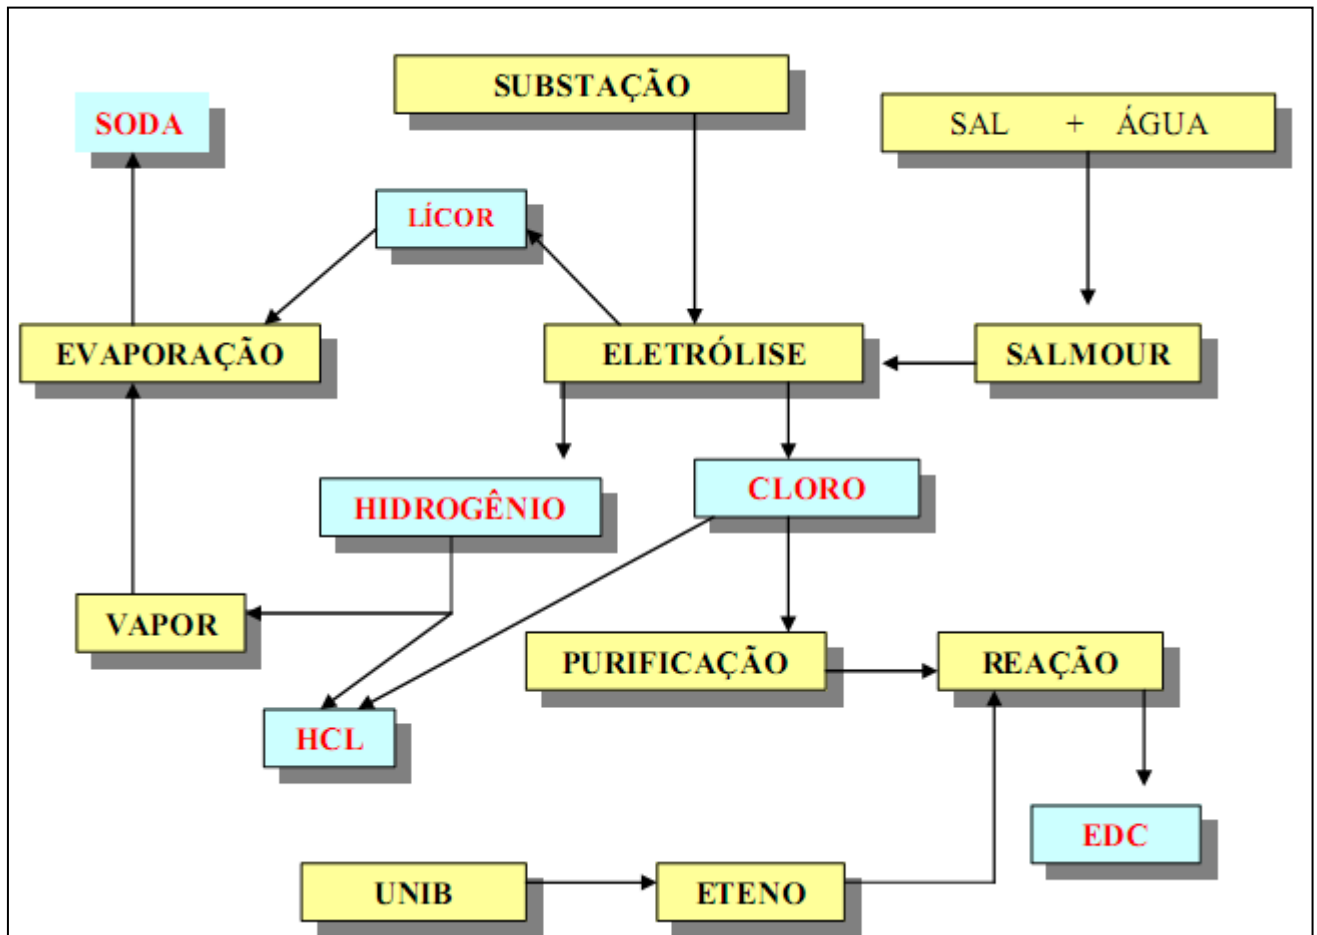 SUBSTAÇÃO
SODA
SAL + ÁGUA
LÍCOR
EVAPORAÇÃO
ELETRÓLISE
SALMOUR
HIDROGÊNIO
CLORO
VAPOR
PURIFICAÇÃO
REAÇÃO
HCL
EDC
UNIB
ETENO